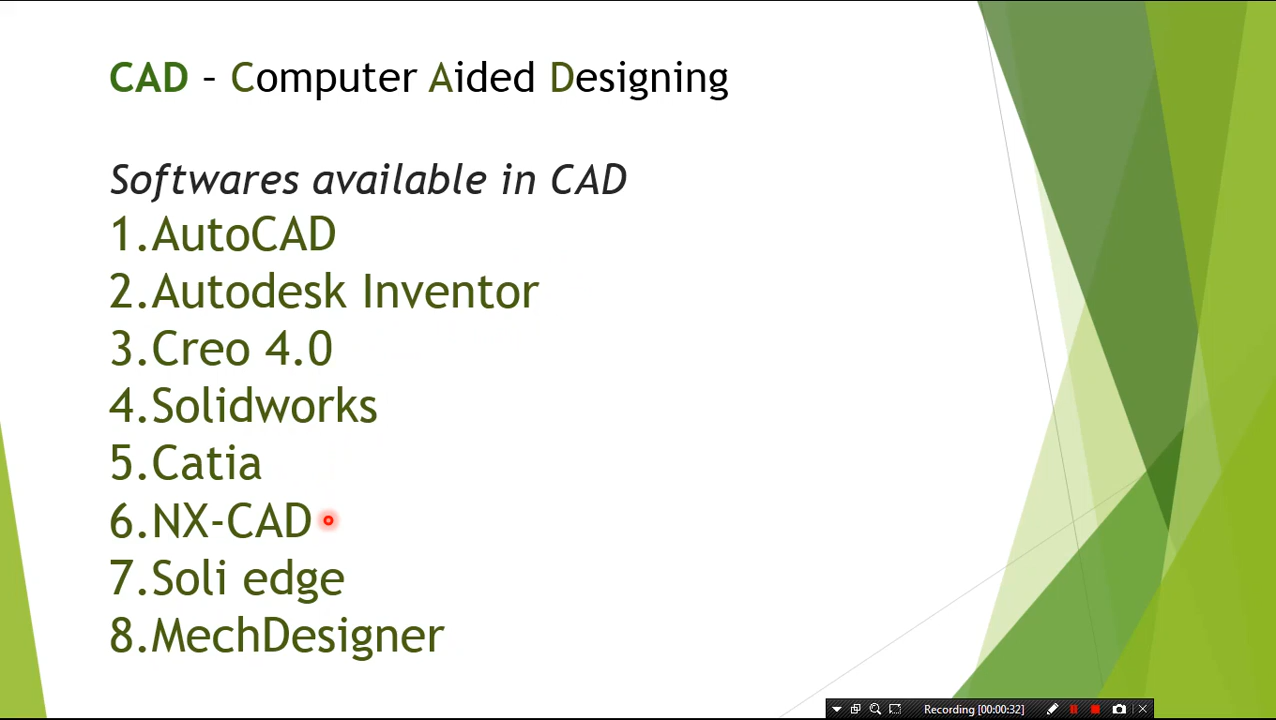 CAD – Computer Aided Designing
Softwares available in CAD
1.AutoCAD
2.Autodesk Inventor
3.Creo 4.0
4.Solidworks
5.Catia
6.NX-CAD
7.Soli edge
8.MechDesigner
Recording [00:00:32]